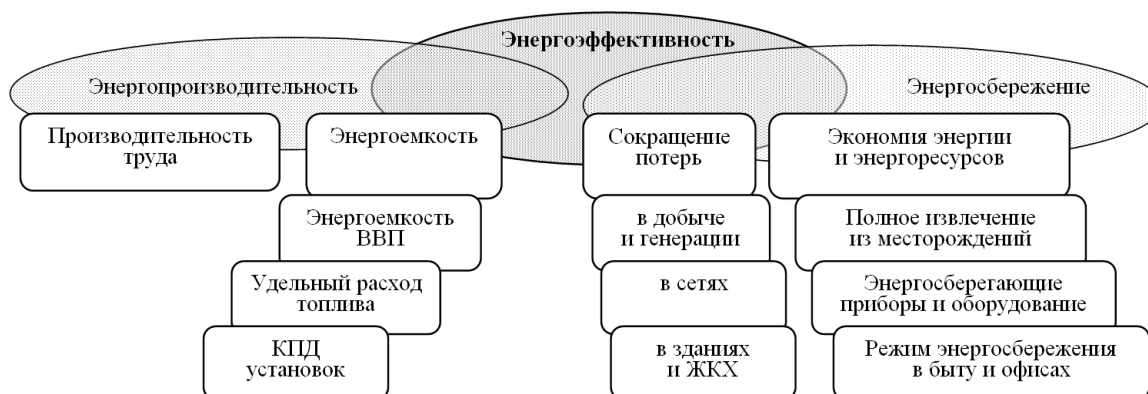 Энергоэффективность
Энергопроизводительность
Энергосбережение
Производительность
труда
Энергоемкость
Сокращение
потерь
Экономия энергии
и энергоресурсов
Энергоемкость
ВВП
в добыче
и генерации
Полное извлечение
из месторождений
Удельный расход
топлива
в сетях
Энергосберегающие
приборы и оборудование
КПД
установок
в зданиях
и ЖКХ
Режим энергосбережения
в быту и офисах